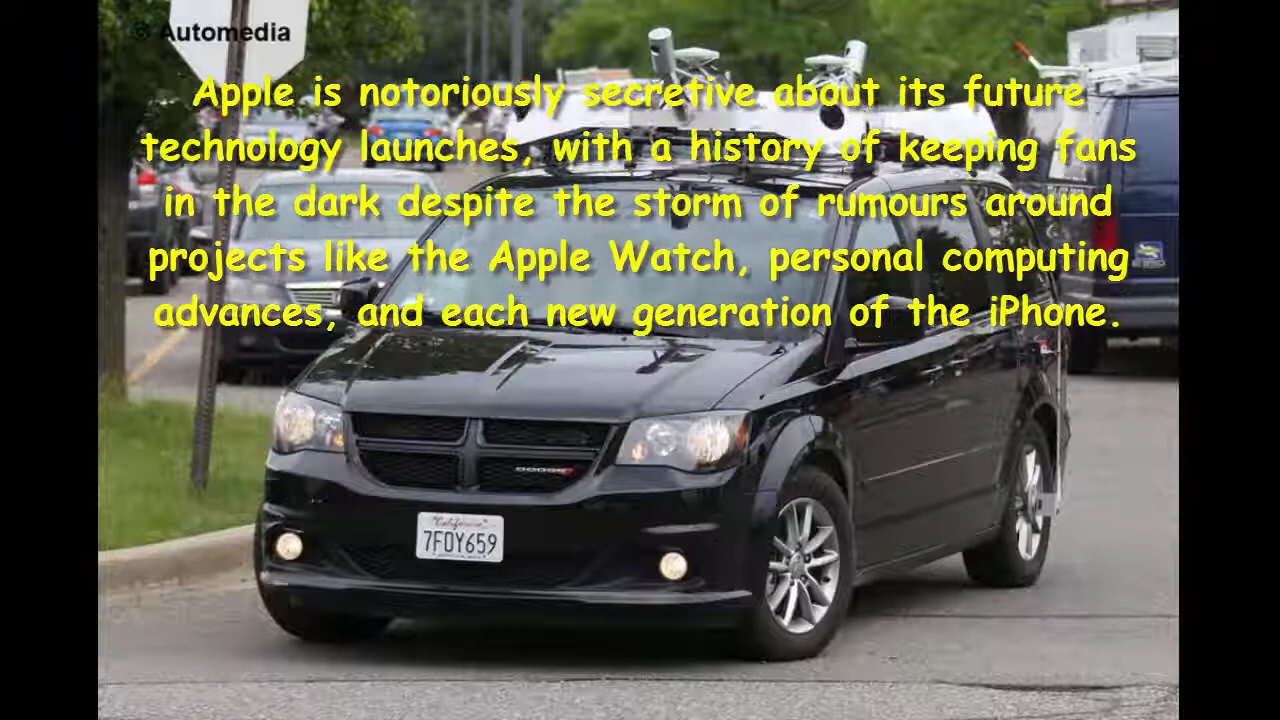 © Automedia
Apple is notoriously secretive about its future
technology launches, with a history of keeping fans
in the dark despite the storm of rumours around
projects like the Apple Watch, personal computing
advances, and each new generation of the iPhone.
DODGE
California
7FOY659